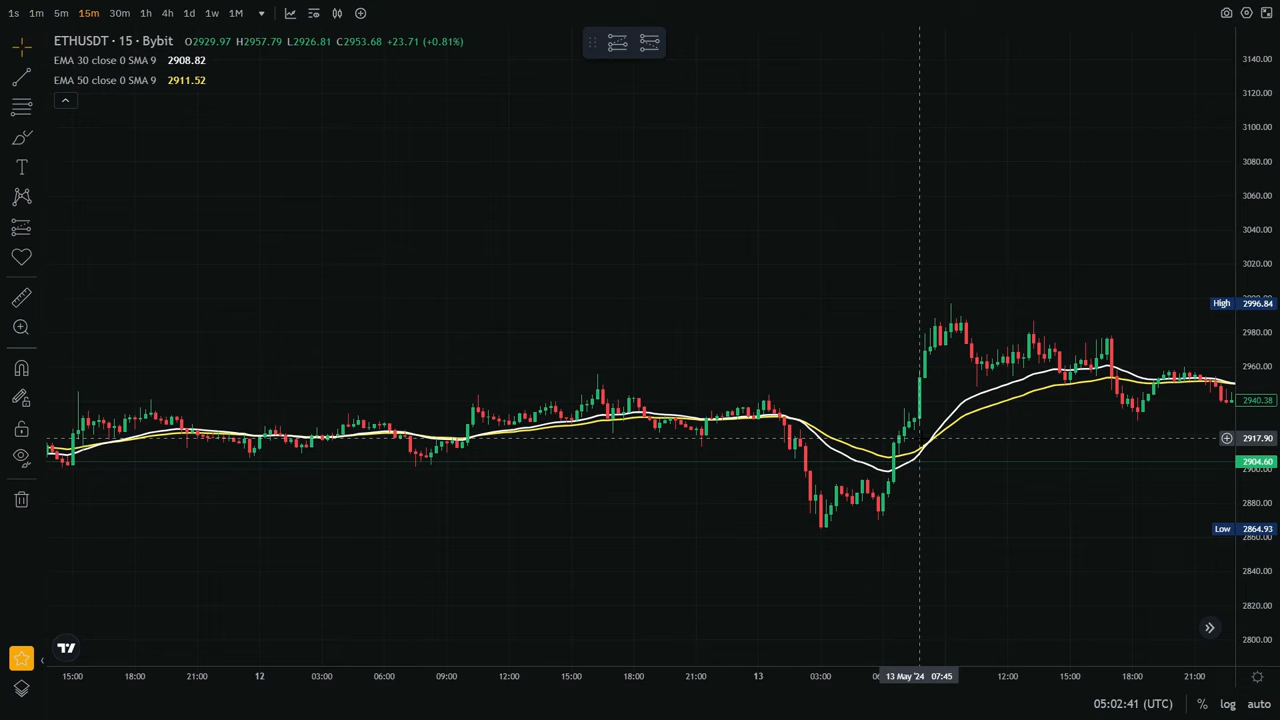 1s 1m 5m 15m 30m 1h 4h 1d 1w 1M
ETHUSDT · 15 · Bybit O2929.97 H2957.79 L2926.81 C2953.68 +23.71 (+0.81%)
EMA 30 close 0 SMA 9 2908.82
EMA 50 close 0 SMA 9 2911.52
3140.00
3120.00
3100.00
3080.00
3060.00
3040.00
3020.00
High 2996.84
2980.00
2960.00
2940.38
2917.90
2904.60
2900.00
2880.00
Low 2864.93
2860.00
2840.00
2820.00
2800.00
15:00 18:00 21:00 12 03:00 06:00 09:00 12:00 15:00 18:00 21:00 13 03:00 13 May '24 07:45 12:00 15:00 18:00 21:00
05:02:41 (UTC) % log auto